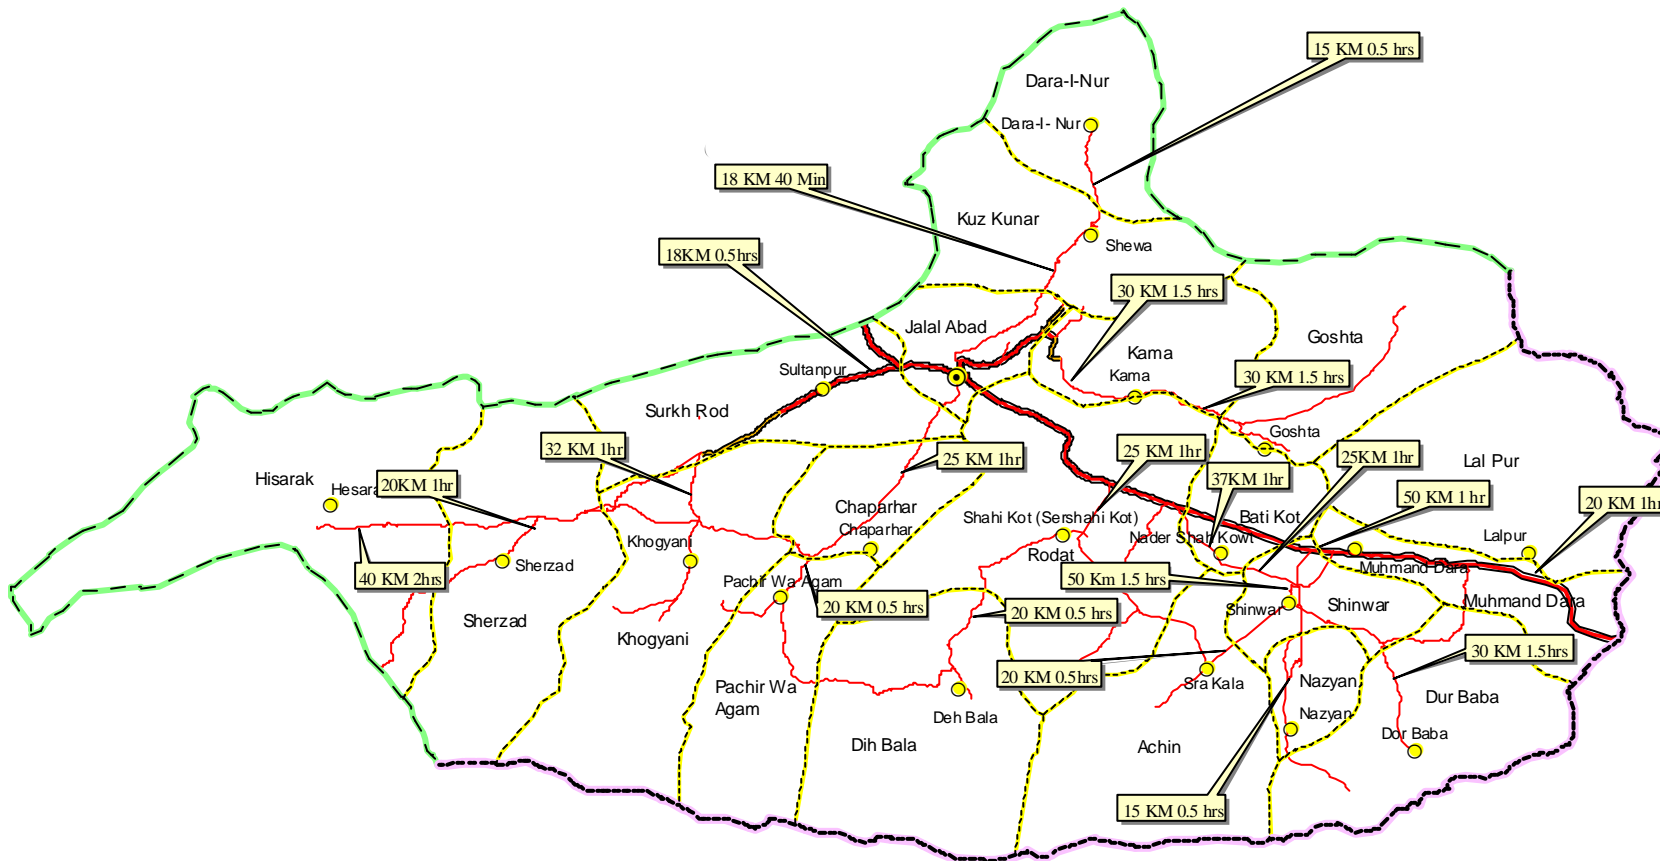 15 KM 0.5 hrs
Dara-I-Nur
Dara-I- Nur
18 KM 40 Min
Kuz Kunar
Shewa
18KM 0.5hrs
30 KM 1.5 hrs
Jalal Abad
Goshta
Kama
Sultanpur
Kama
30 KM 1.5 hrs
Surkh Rod
Goshta
32 KM 1hr
25 KM 1hr
25 KM 1hr
25KM 1hr
Lal Pur
Hisarak
20KM 1hr
37KM 1hr
50 KM 1 hr
20 KM 1hr
Hesara
Chaparhar
Chaparhar
Shahi Kot (Sershahi Kot)
Bati Kot
Khogyani
Rodat
Nader Shah Kowt
Lalpur
Sherzad
40 KM 2hrs
Pachir Wa Agam
50 Km 1.5 hrs
Muhmand Dara
20 KM 0.5 hrs
20 KM 0.5 hrs
Shinwar
Shinwar
Muhmand Dara
Sherzad
Khogyani
30 KM 1.5hrs
20 KM 0.5hrs
Sra Kala
Nazyan
Pachir Wa
Agam
Dur Baba
Deh Bala
Nazyan
Dor Baba
Dih Bala
Achin
15 KM 0.5 hrs